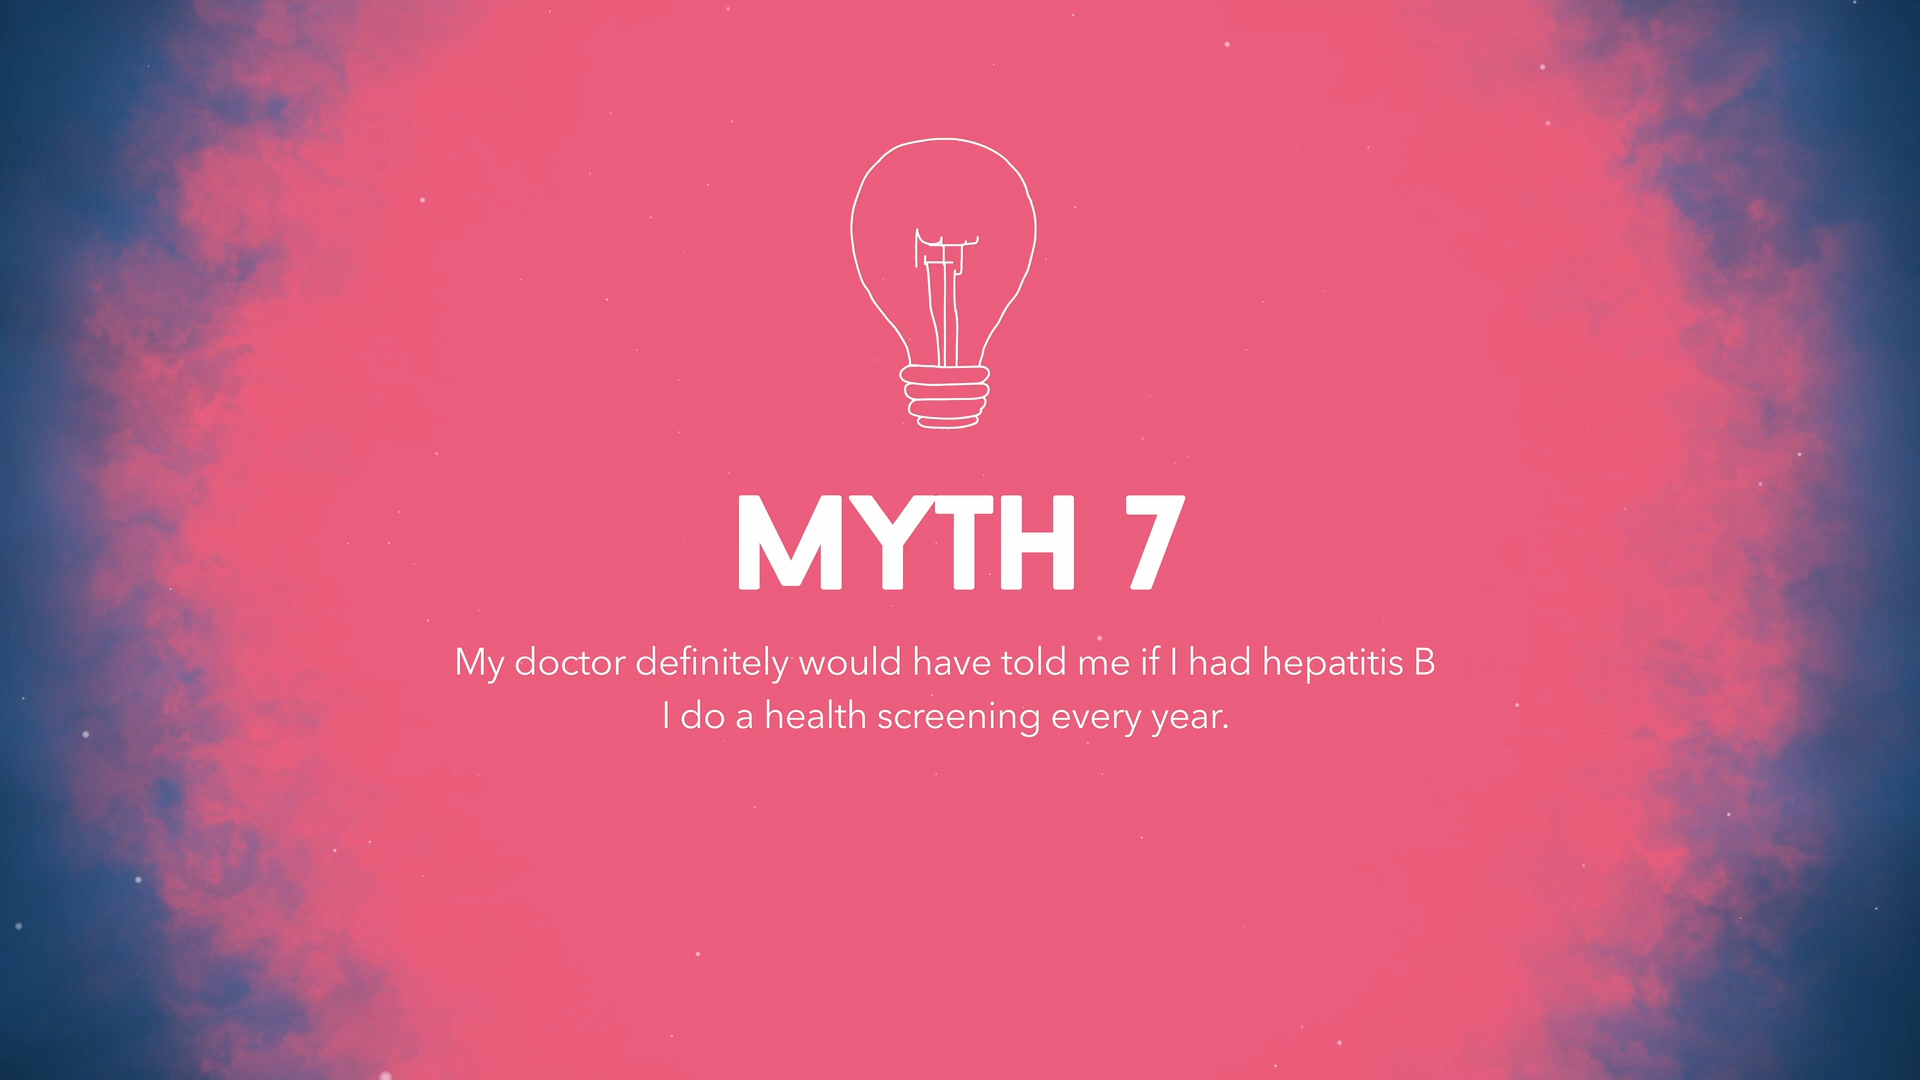 MYTH 7
My doctor definitely would have told me if I had hepatitis B
I do a health screening every year.